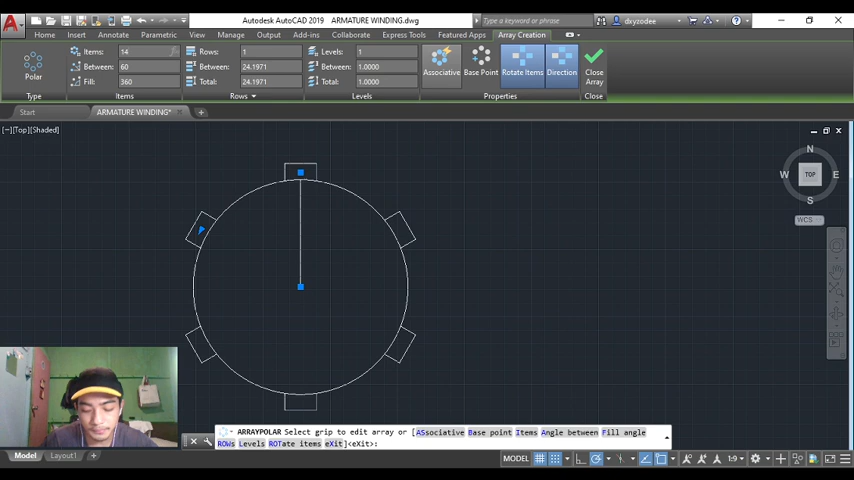 Autodesk AutoCAD 2019 ARMATURE WINDING.dwg
Type a keyword or phrase
dxyzodee
Home Insert Annotate Parametric View Manage Output Add-ins Collaborate Express Tools Featured Apps Array Creation
Items: 14
Rows: 1
Levels: 1
Between: 60
Between: 24.1971
Between: 1.0000
Fill: 360
Total: 24.1971
Total: 1.0000
Polar
Associative Base Point Rotate Items Direction Close Array
Type Items Rows Levels Properties Close
Start ARMATURE WINDING*
[−][Top][Shaded]
N
W TOP E
S
WCS
ARRAYPOLAR Select grip to edit array or [ASsociative Base point Items Angle between Fill angle
ROWs Levels ROTate items eXit]<eXit>:
Model Layout1
MODEL 1:9